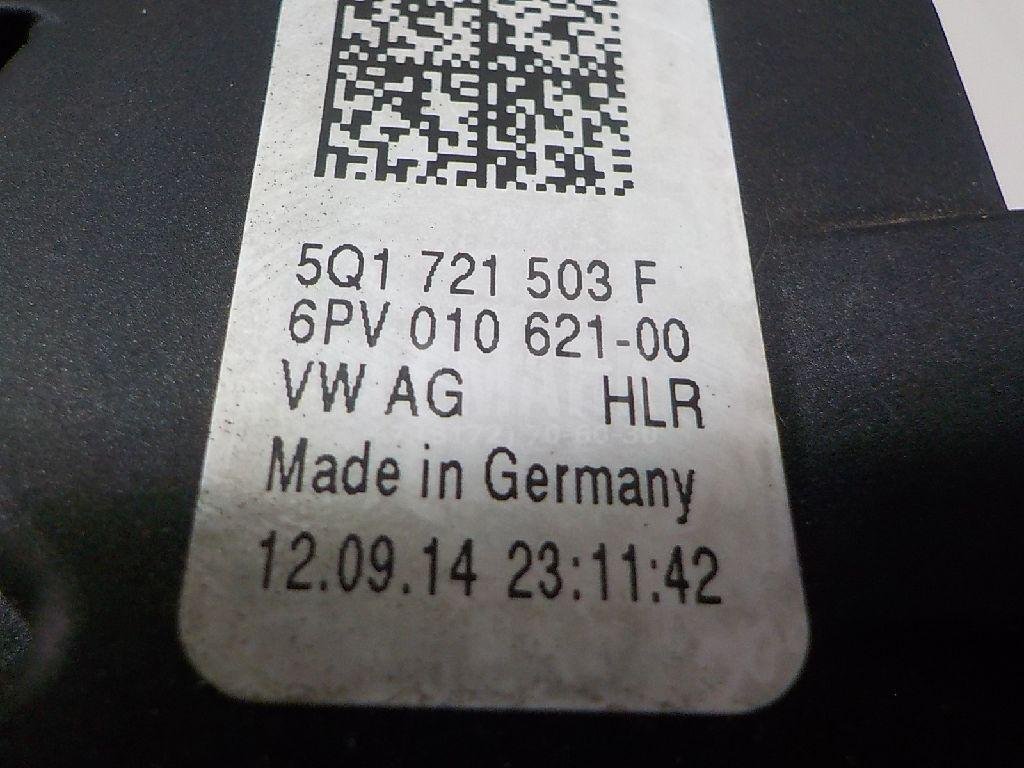 5Q1 721 503 F
6PV 010 621-00
VW AG HLR
Made in Germany
12.09.14 23:11:42